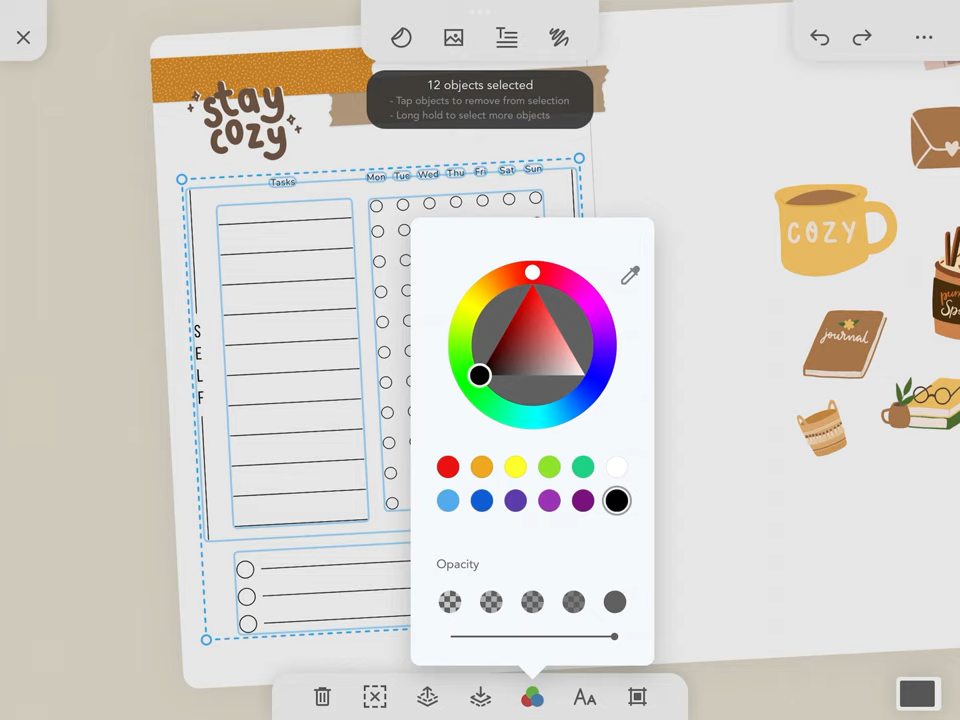 12 objects selected
- Tap objects to remove from selection
- Long hold to select more objects
stay
cozy
Tasks
Mon Tue Wed Thu Fri Sat Sun
S
E
L
F
COZY
journal
Opacity
AA